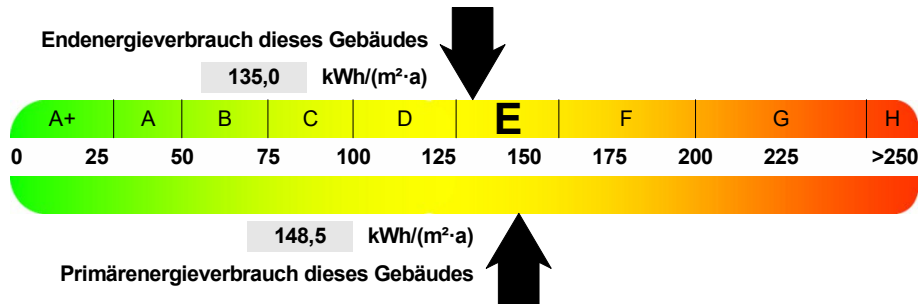 Endenergieverbrauch dieses Gebäudes
135,0 kWh/(m²·a)
A+ A B C D E F G H
0 25 50 75 100 125 150 175 200 225 >250
148,5 kWh/(m²·a)
Primärenergieverbrauch dieses Gebäudes